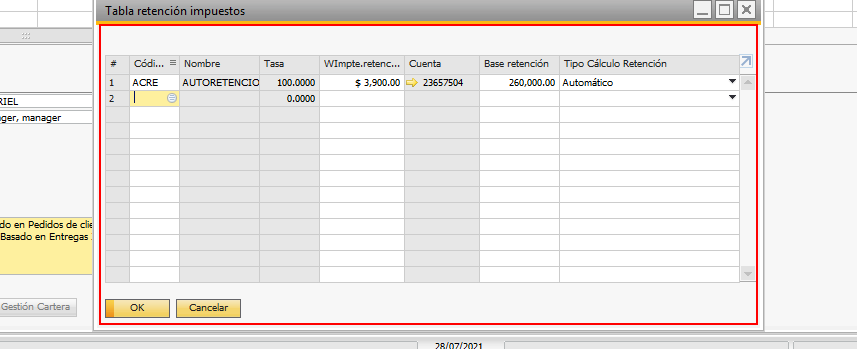 Tabla retención impuestos
# Códi... Nombre Tasa WImpte.retenc... Cuenta Base retención Tipo Cálculo Retención
1 ACRE AUTORETENCIO 100.0000 $ 3,900.00 23657504 260,000.00 Automático
2 0.0000
RIEL
ager, manager
do en Pedidos de clie
Basado en Entregas
Gestión Cartera
OK Cancelar
28/07/2021